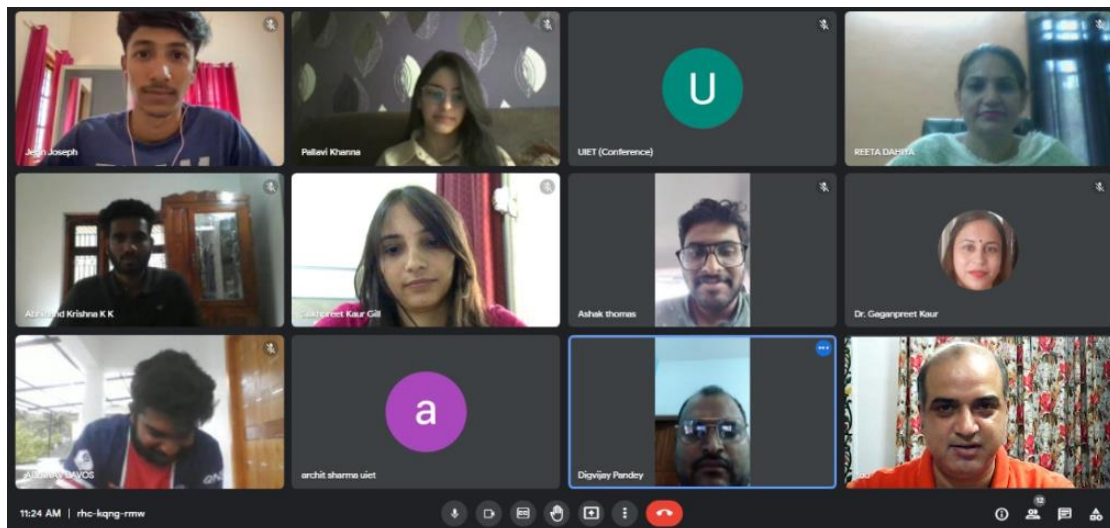 Pallavi Khanna
U
UIET (Conference)
REETA DAHIYA
Krishna K K
Kaur Gill
Ashak thomas
Dr. Gaganpreet Kaur
a
archit sharma uiet
Digvijay Pandey
11:24 AM | rhc-kqng-rmw
12